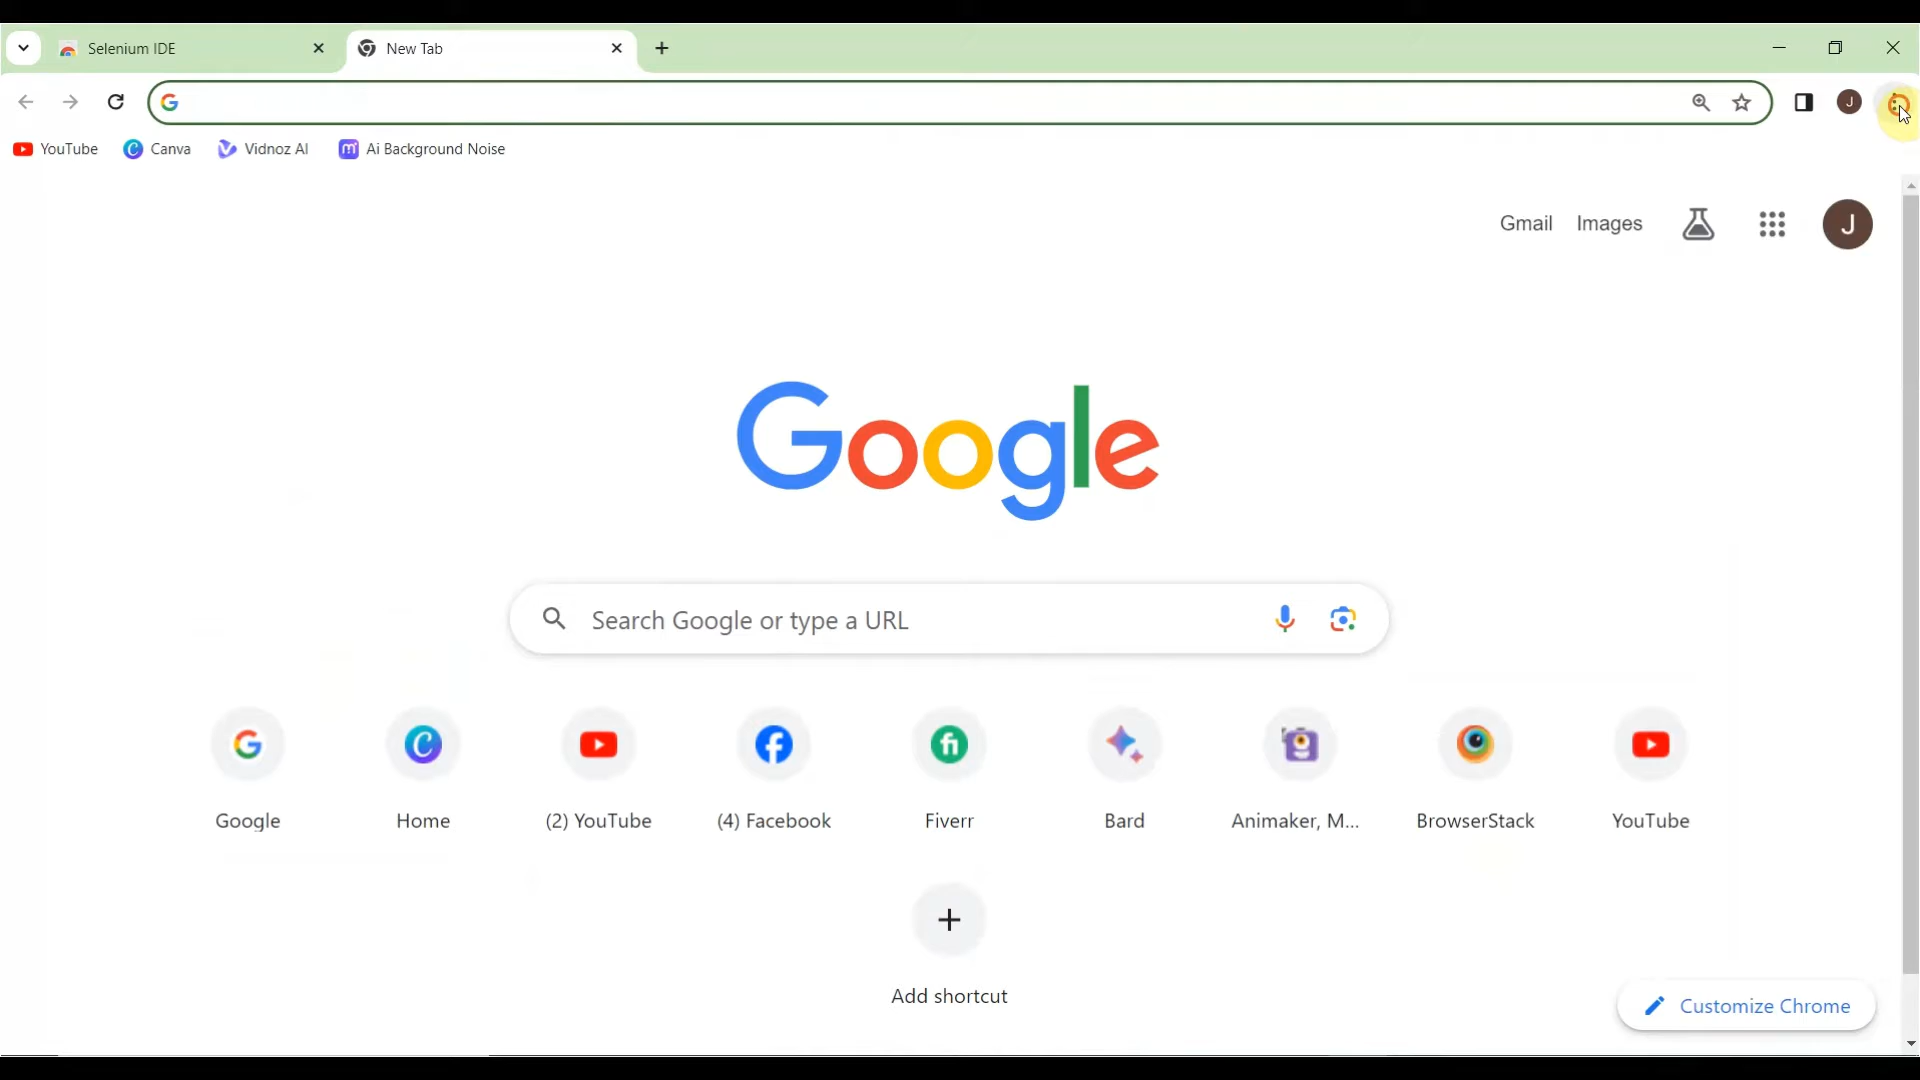 Selenium IDE
New Tab
J
YouTube
Canva
Vidnoz AI
Ai Background Noise
Gmail
Images
J
Google
Search Google or type a URL
Google
Home
(2) YouTube
(4) Facebook
Fiverr
Bard
Animaker, M...
BrowserStack
YouTube
Add shortcut
Customize Chrome